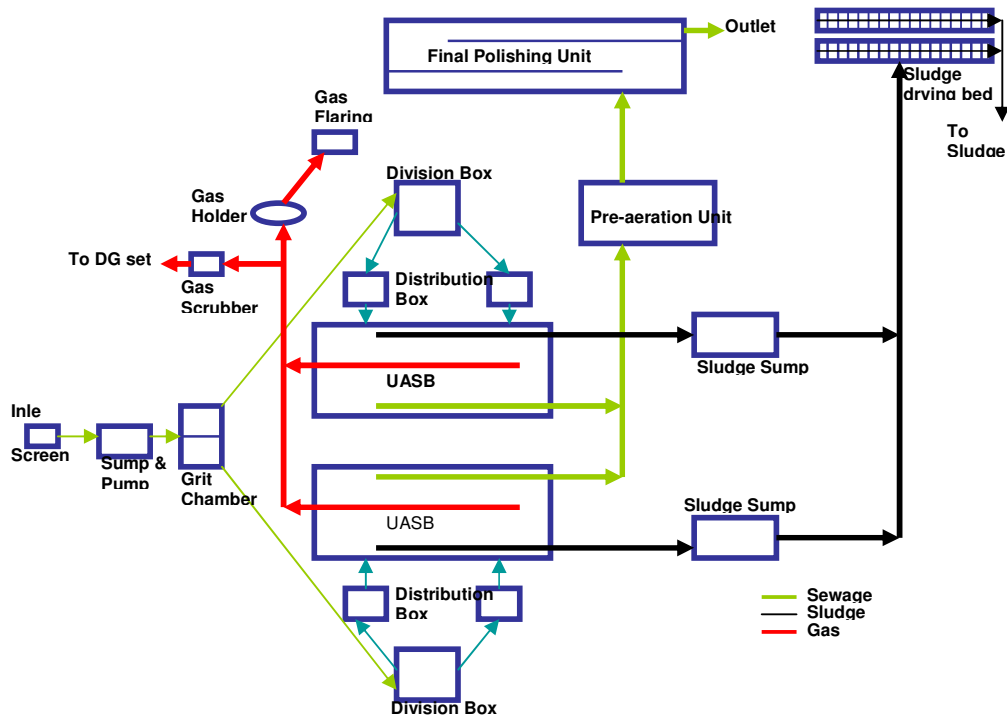 Outlet
Final Polishing Unit
Sludge
drying bed
To
Sludge
Gas
Flaring
Division Box
Gas
Holder
Pre-aeration Unit
To DG set
Gas
Scrubber
Distribution
Box
UASB
Sludge Sump
Inle
Screen
Sump &
Pump
Grit
Chamber
UASB
Sludge Sump
Distribution
Box
Division Box
Sewage
Sludge
Gas